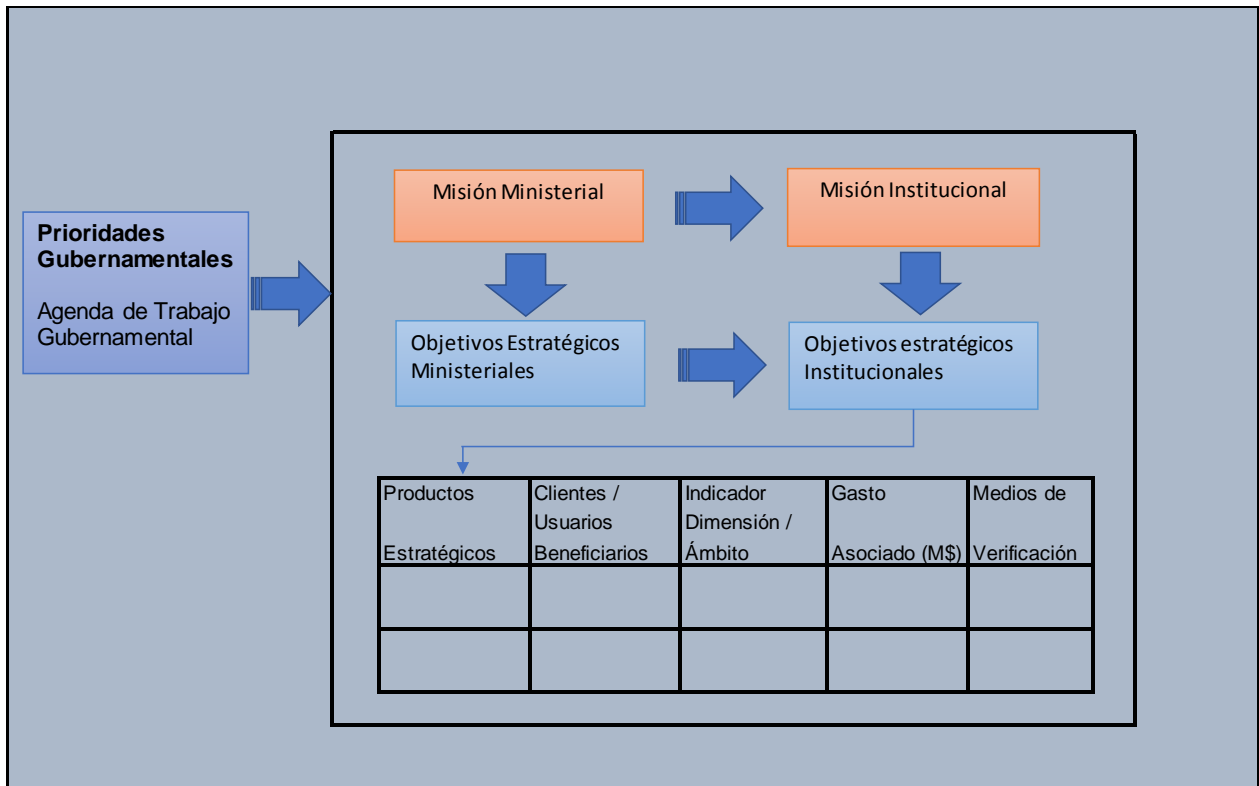 Prioridades
Gubernamentales
Agenda de Trabajo
Gubernamental
Misión Ministerial
Misión Institucional
Objetivos Estratégicos
Ministeriales
Objetivos estratégicos
Institucionales
Productos
Estratégicos
Clientes /
Usuarios
Beneficiarios
Indicador
Dimensión /
Ámbito
Gasto
Asociado (M$)
Medios de
Verificación